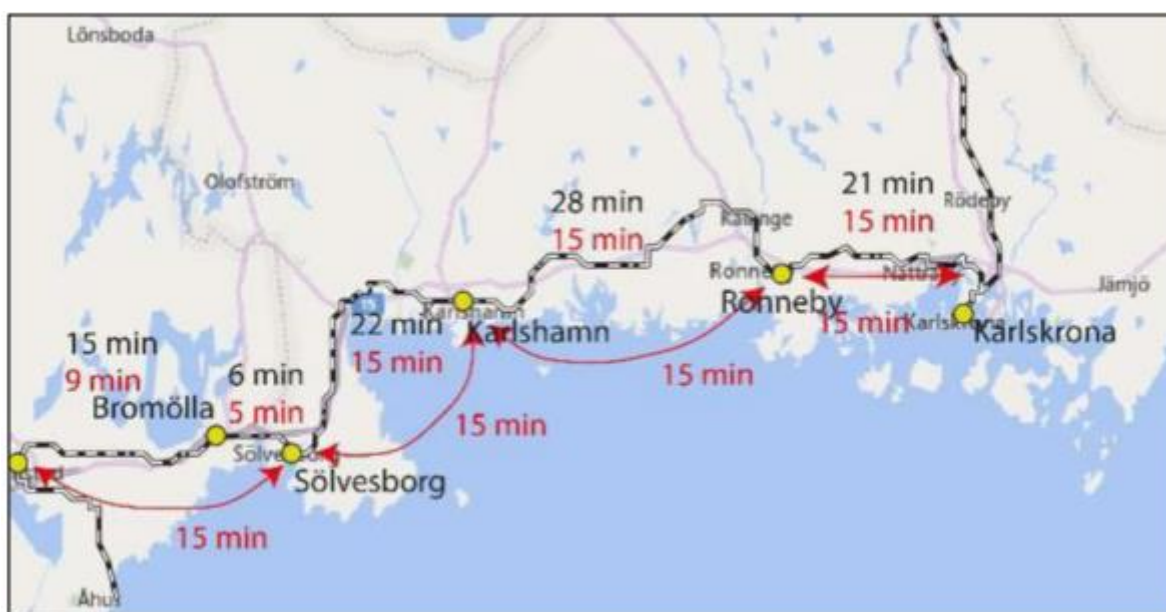 Lönsboda
Olofström
28 min
15 min
21 min
15 min
Rödeby
Jämjö
Karlshamn
22 min
15 min
Karlshamn
Ronneby
15 min
Karlskrona
15 min
15 min
9 min
Bromölla
6 min
5 min
15 min
Sölvesborg
15 min